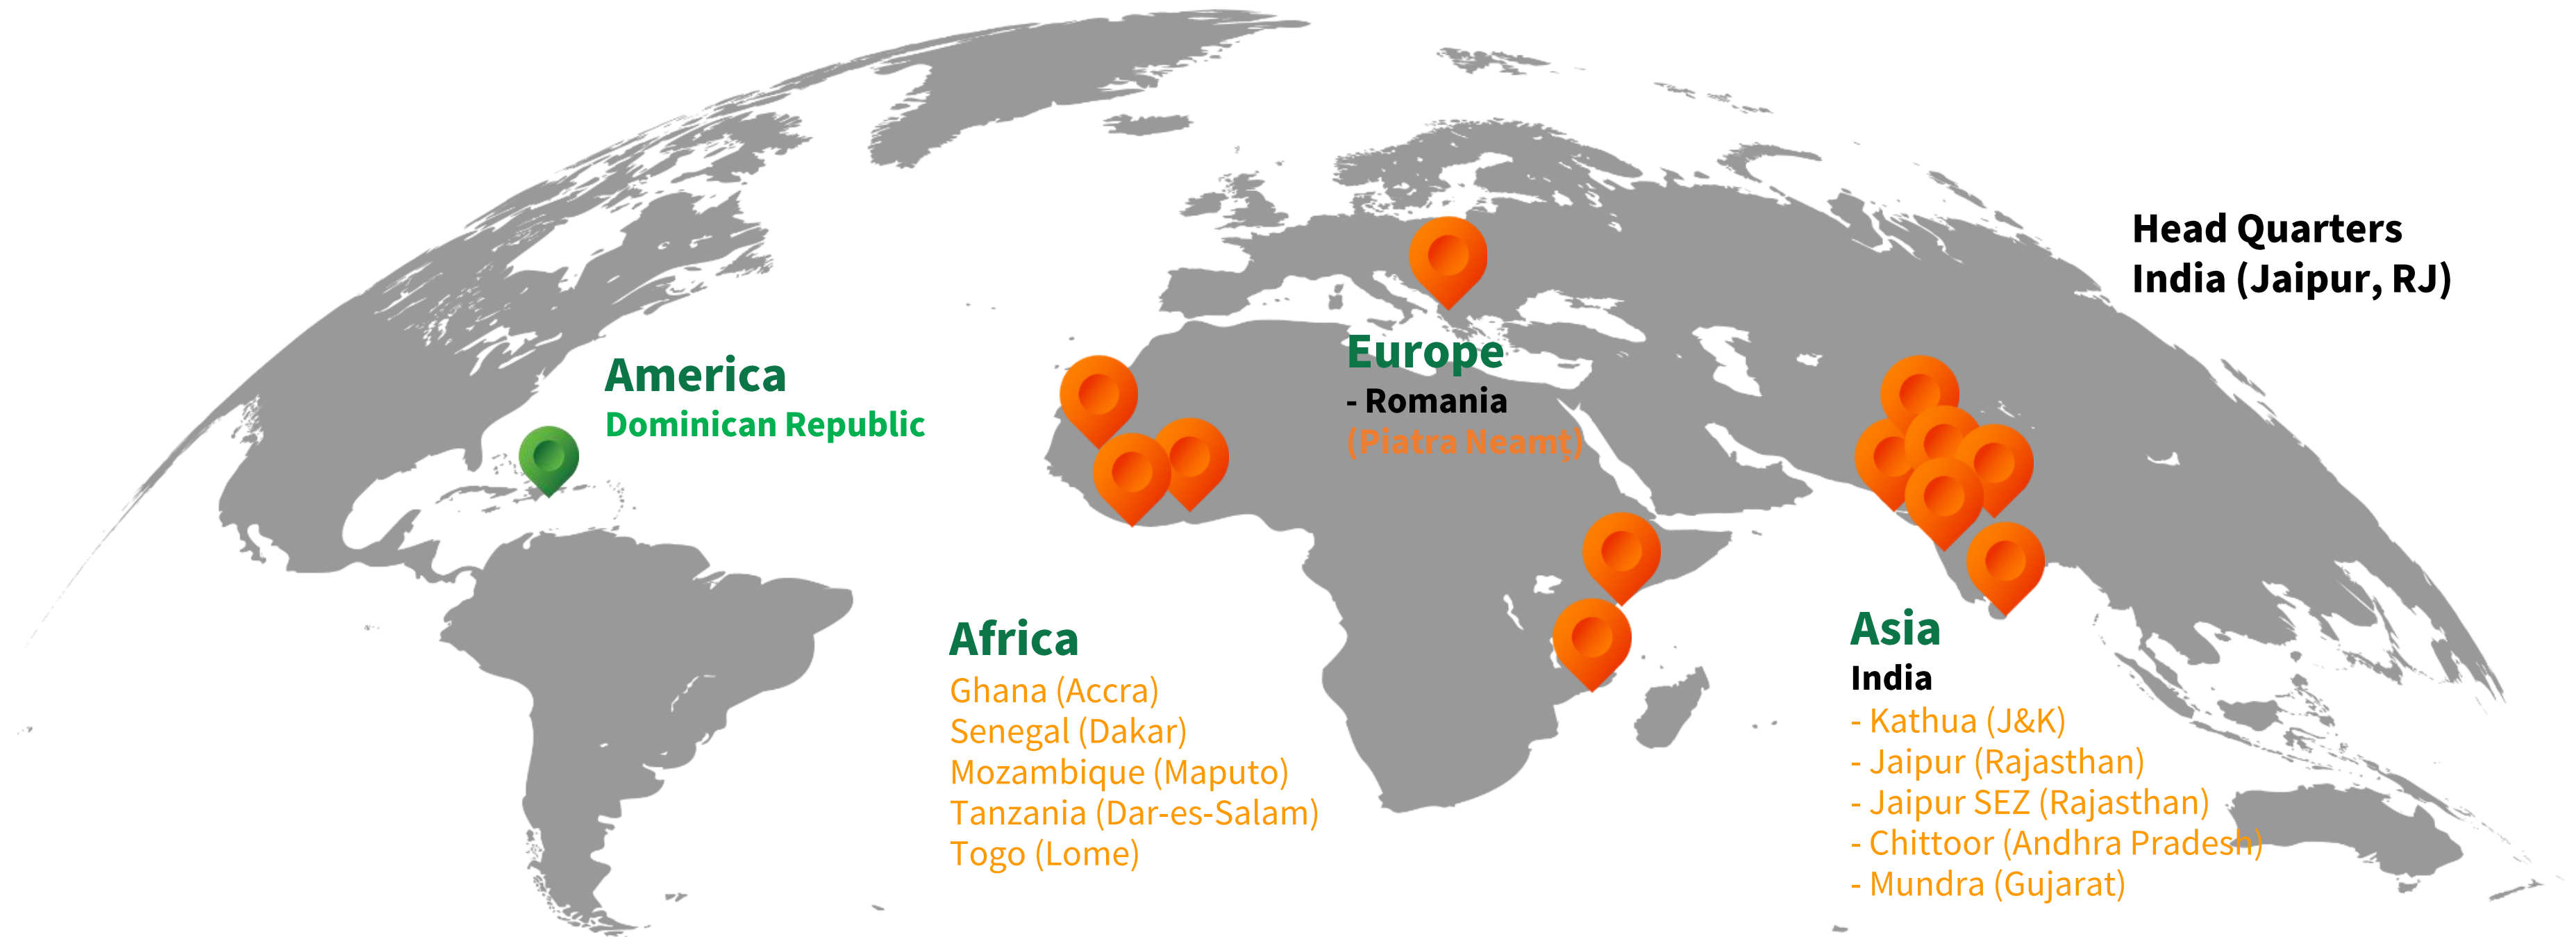 Head Quarters
India (Jaipur, RJ)
America
Dominican Republic
Europe
- Romania
(Piatra Neamț)
Africa
Ghana (Accra)
Senegal (Dakar)
Mozambique (Maputo)
Tanzania (Dar-es-Salam)
Togo (Lome)
Asia
India
- Kathua (J&K)
- Jaipur (Rajasthan)
- Jaipur SEZ (Rajasthan)
- Chittoor (Andhra Pradesh)
- Mundra (Gujarat)